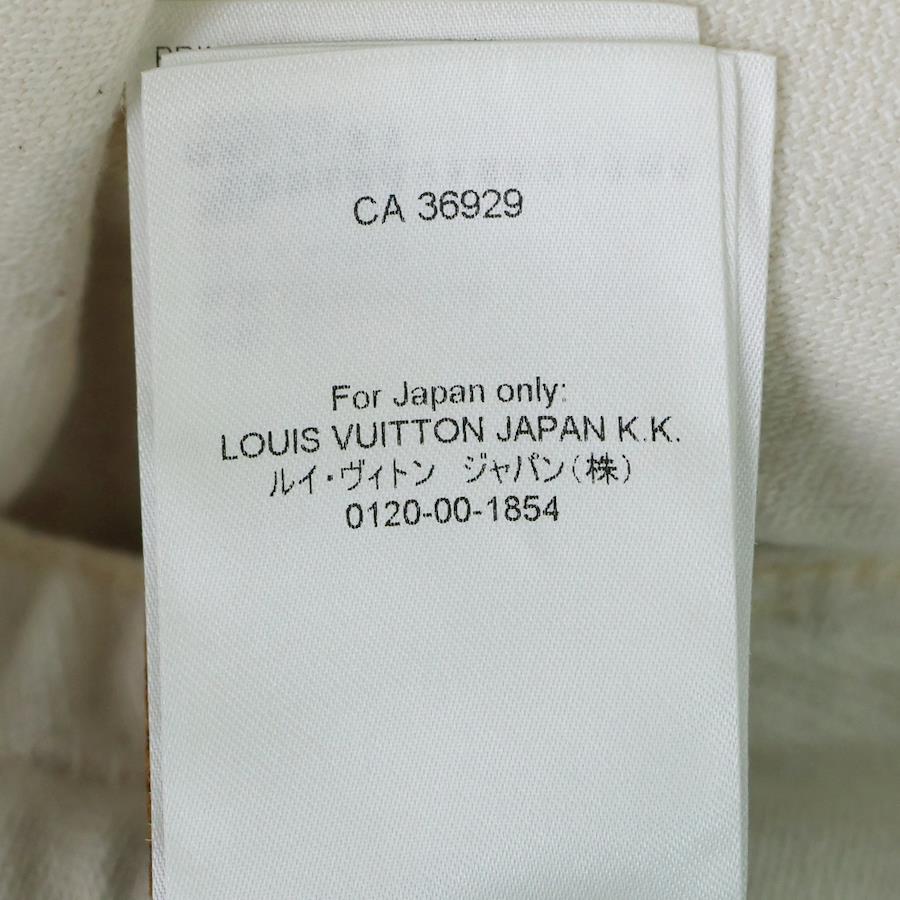 CA 36929
For Japan only:
LOUIS VUITTON JAPAN K.K.
ルイ・ヴィトン ジャパン(株)
0120-00-1854